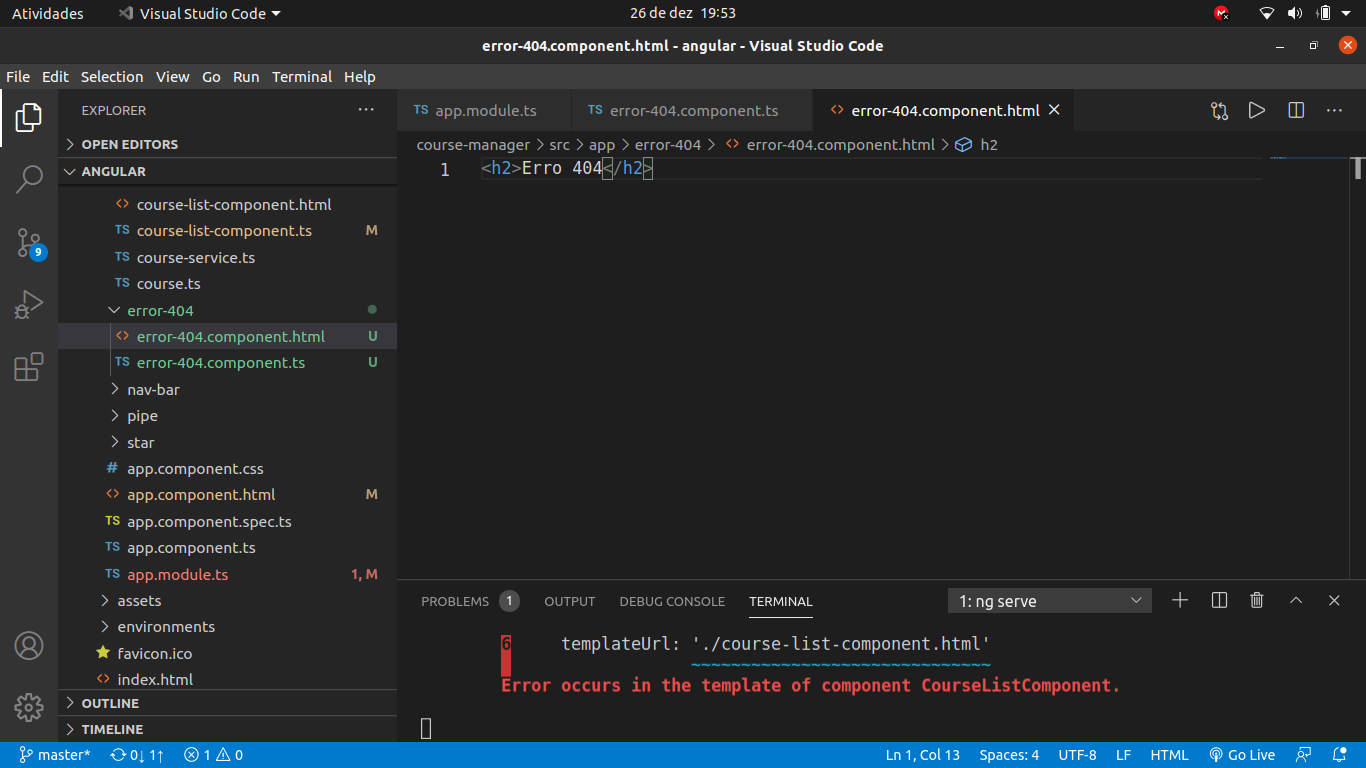 Atividades Visual Studio Code 26 de dez 19:53
error-404.component.html - angular - Visual Studio Code
File Edit Selection View Go Run Terminal Help
EXPLORER
OPEN EDITORS
ANGULAR
course-list-component.html
TS course-list-component.ts M
TS course-service.ts
TS course.ts
error-404
error-404.component.html U
TS error-404.component.ts U
nav-bar
pipe
star
# app.component.css
app.component.html M
TS app.component.spec.ts
TS app.component.ts
TS app.module.ts 1, M
assets
environments
favicon.ico
index.html
OUTLINE
TIMELINE
9
TS app.module.ts TS error-404.component.ts error-404.component.html
course-manager > src > app > error-404 > error-404.component.html > h2
1 <h2>Erro 404</h2>
PROBLEMS 1 OUTPUT DEBUG CONSOLE TERMINAL 1: ng serve
6 templateUrl: './course-list-component.html'
~~~~~~~~~~~~~~~~~~~~~~~~~~~~~~
Error occurs in the template of component CourseListComponent.
master* 0↓ 1↑ 1 0 Ln 1, Col 13 Spaces: 4 UTF-8 LF HTML Go Live